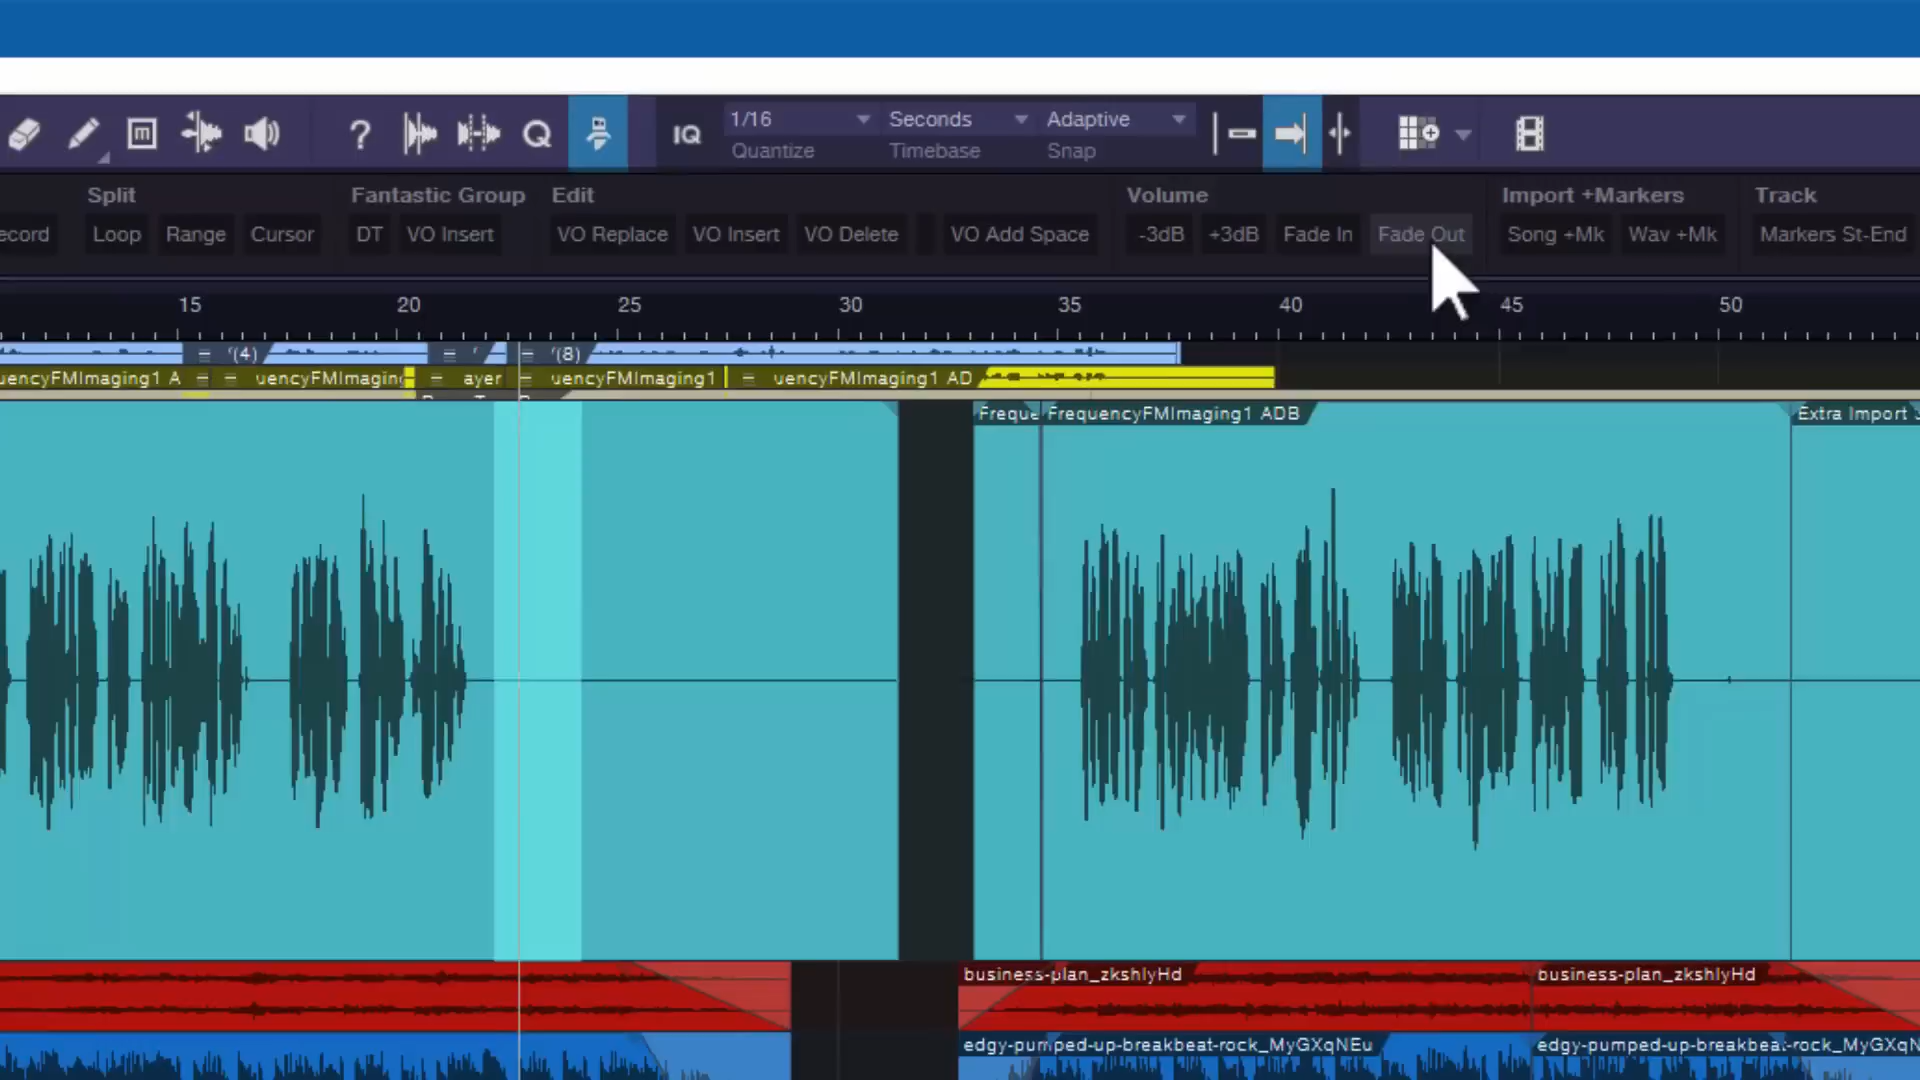 1/16 Seconds Adaptive
IQ
Quantize Timebase Snap
Split Fantastic Group Edit Volume Import +Markers Track
ecord Loop Range Cursor DT VO Insert VO Replace VO Insert VO Delete VO Add Space -3dB +3dB Fade In Fade Out Song +Mk Wav +Mk Markers St-End
15 20 25 30 35 40 45 50
(4) (8)
uencyFMImaging1 A uencyFMImaging ayer uencyFMImaging1 uencyFMImaging1 AD
Freque FrequencyFMImaging1 ADB Extra Import
business-plan_zkshlyHd business-plan_zkshlyHd
edgy-pumped-up-breakbeat-rock_MyGXqNEu edgy-pumped-up-breakbeat-rock_MyGXqN